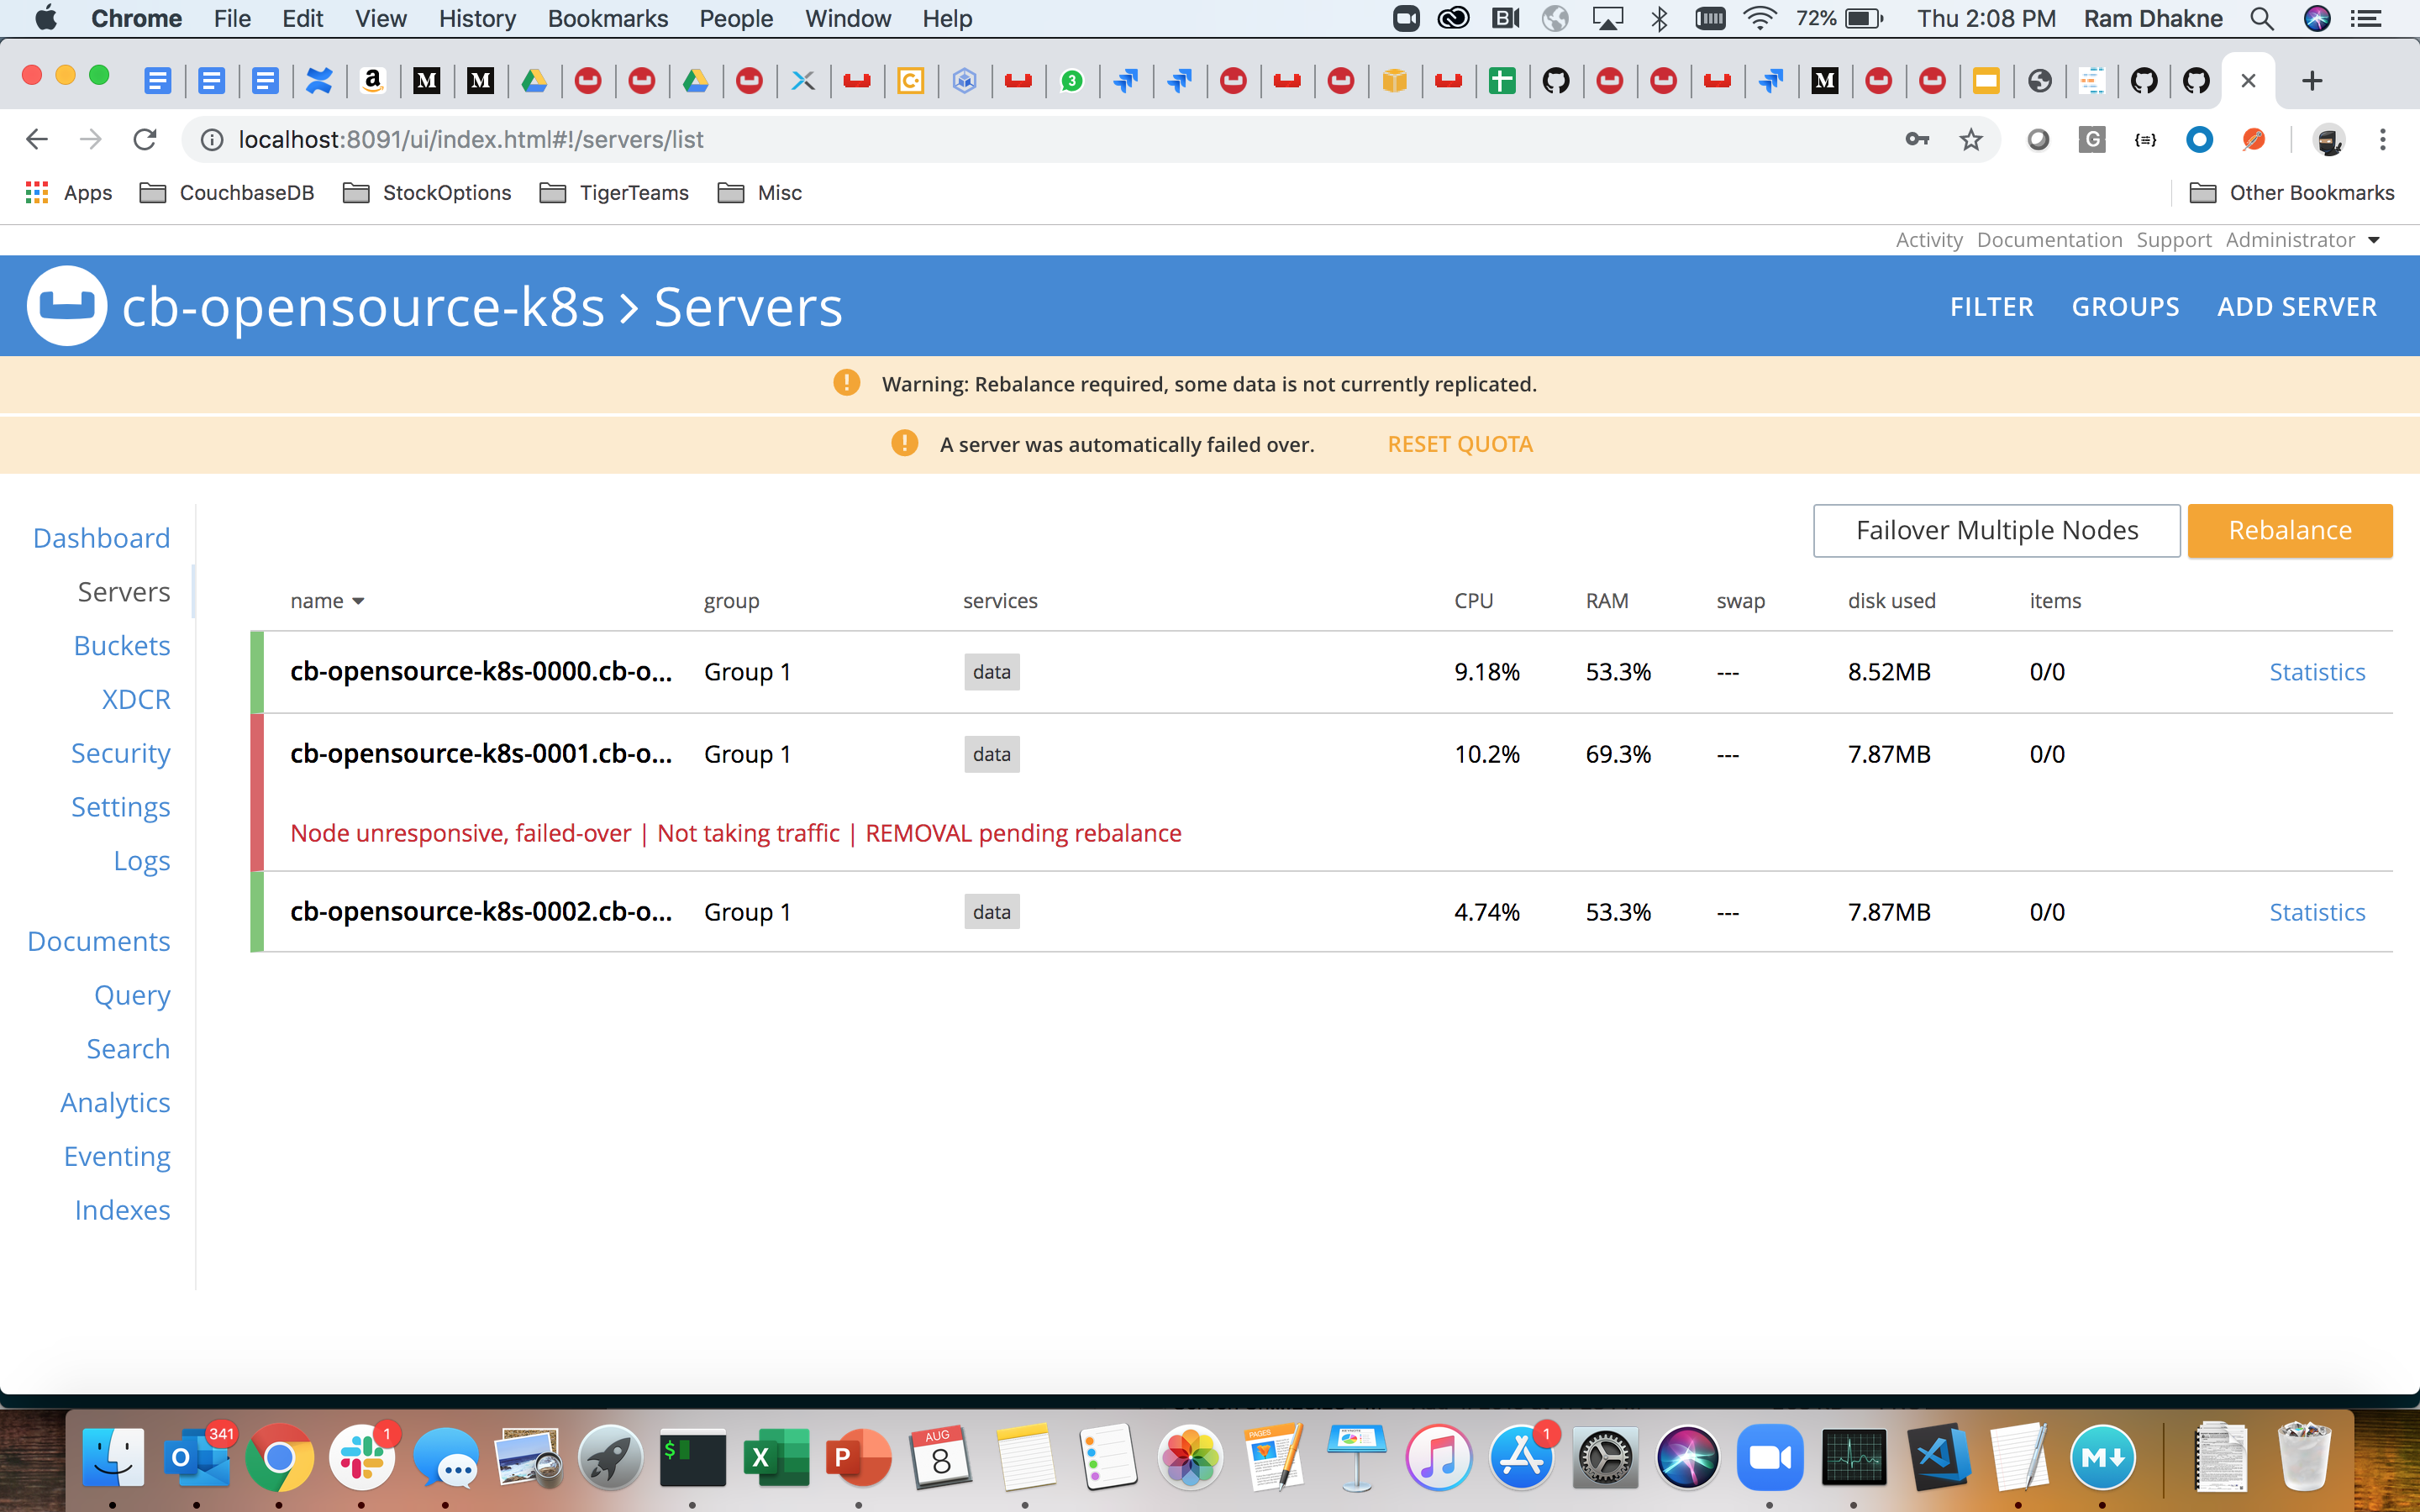 Chrome File Edit View History Bookmarks People Window Help 72% Thu 2:08 PM Ram Dhakne
localhost:8091/ui/index.html#!/servers/list
Apps CouchbaseDB StockOptions TigerTeams Misc Other Bookmarks
Activity Documentation Support Administrator
cb-opensource-k8s > Servers FILTER GROUPS ADD SERVER
Warning: Rebalance required, some data is not currently replicated.
A server was automatically failed over. RESET QUOTA
Failover Multiple Nodes Rebalance
Dashboard
Servers
Buckets
XDCR
Security
Settings
Logs
Documents
Query
Search
Analytics
Eventing
Indexes
name group services CPU RAM swap disk used items
cb-opensource-k8s-0000.cb-o... Group 1 data 9.18% 53.3% --- 8.52MB 0/0 Statistics
cb-opensource-k8s-0001.cb-o... Group 1 data 10.2% 69.3% --- 7.87MB 0/0
Node unresponsive, failed-over | Not taking traffic | REMOVAL pending rebalance
cb-opensource-k8s-0002.cb-o... Group 1 data 4.74% 53.3% --- 7.87MB 0/0 Statistics
341
1
AUG
8
PAGES
1